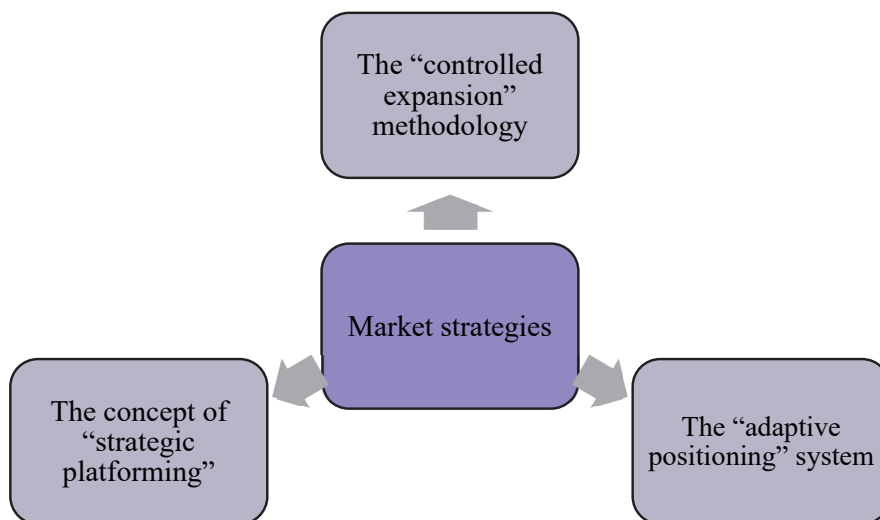 The “controlled
expansion”
methodology
Market strategies
The concept of
“strategic
platforming”
The “adaptive
positioning” system